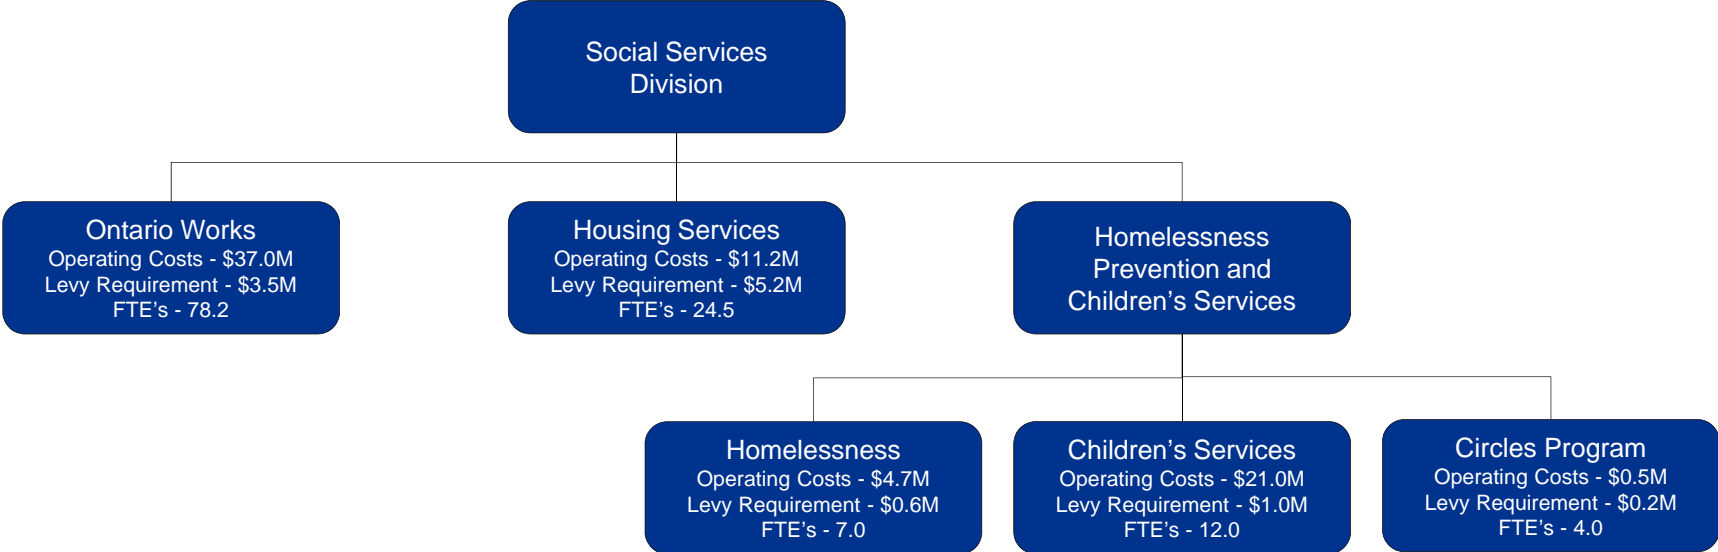 Social Services
Division
Ontario Works
Operating Costs - $37.0M
Levy Requirement - $3.5M
FTE's - 78.2
Housing Services
Operating Costs - $11.2M
Levy Requirement - $5.2M
FTE's - 24.5
Homelessness
Prevention and
Children's Services
Homelessness
Operating Costs - $4.7M
Levy Requirement - $0.6M
FTE's - 7.0
Children's Services
Operating Costs - $21.0M
Levy Requirement - $1.0M
FTE's - 12.0
Circles Program
Operating Costs - $0.5M
Levy Requirement - $0.2M
FTE's - 4.0